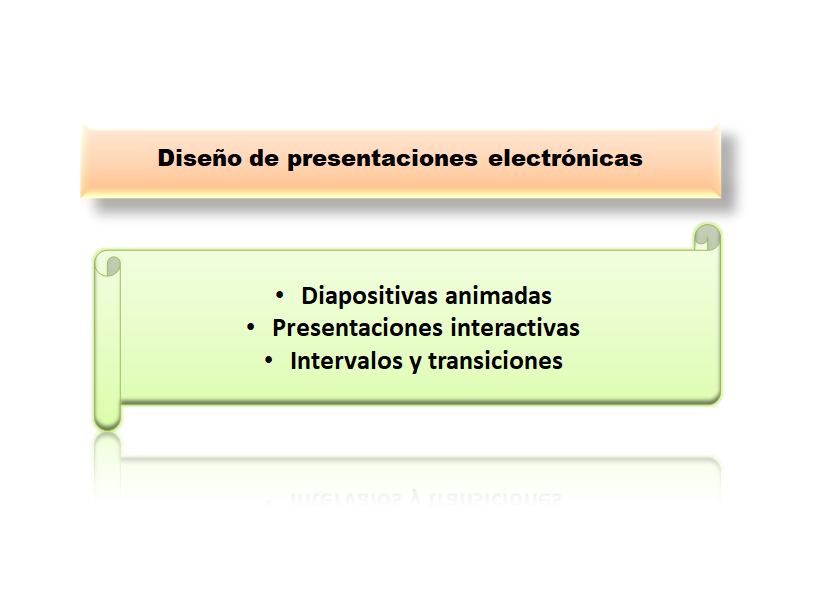 Diseño de presentaciones electrónicas
• Diapositivas animadas
• Presentaciones interactivas
• Intervalos y transiciones